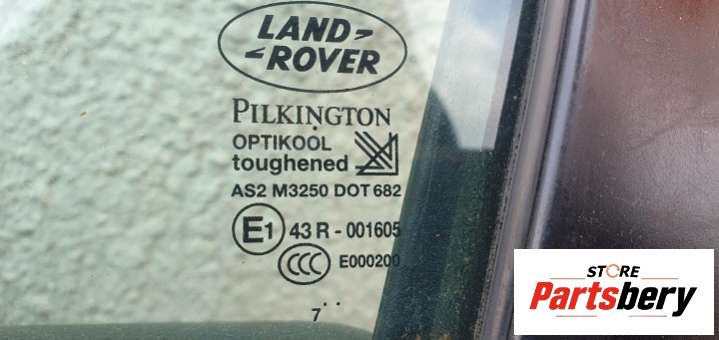 LAND
ROVER
PILKINGTON
OPTIKOOL
toughened
AS2 M3250 DOT 682
E1 43 R - 001605
CCC E000200
7
STORE
Partsbery